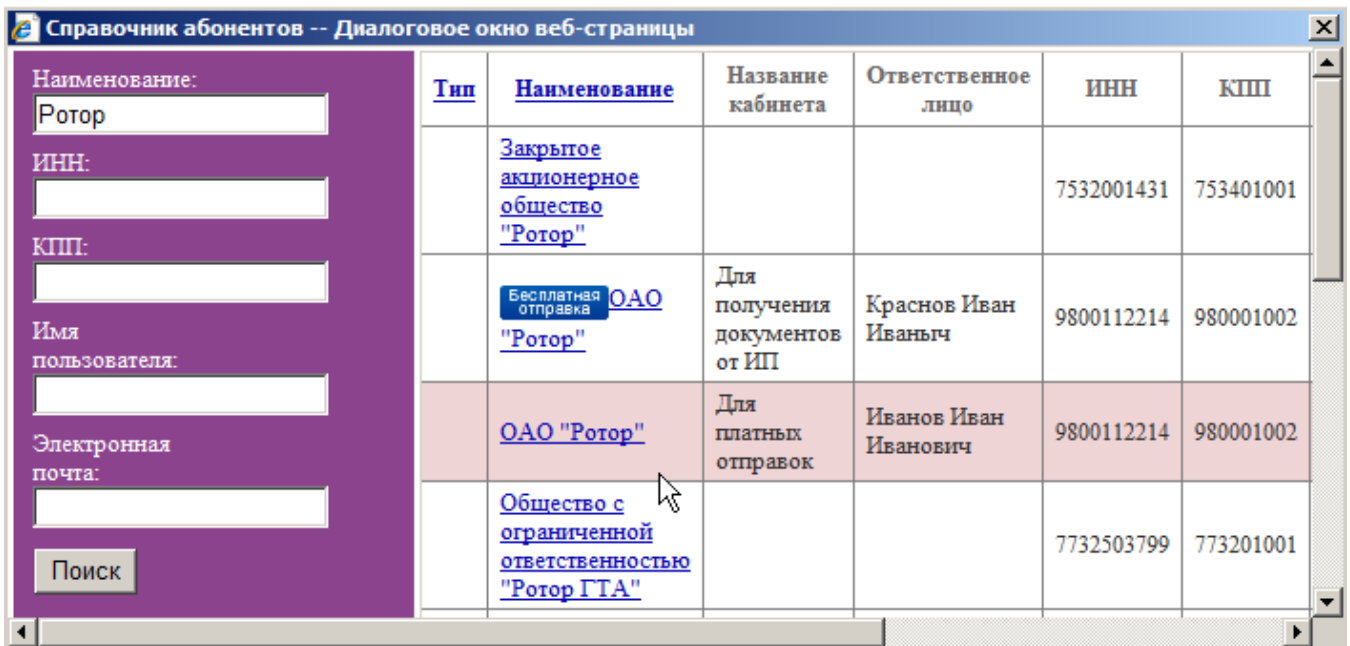 Справочник абонентов -- Диалоговое окно веб-страницы
Наименование:
Ротор
ИНН:
КПП:
Имя
пользователя:
Электронная
почта:
Поиск
Тип
Наименование
Название
кабинета
Ответственное
лицо
ИНН
КПП
Закрытое
акционерное
общество
"Ротор"
7532001431
753401001
Бесплатная
отправка
ОАО
"Ротор"
Для
получения
документов
от ИП
Краснов Иван
Иваныч
9800112214
980001002
ОАО "Ротор"
Для
платных
отправок
Иванов Иван
Иванович
9800112214
980001002
Общество с
ограниченной
ответственностью
"Ротор ГТА"
7732503799
773201001